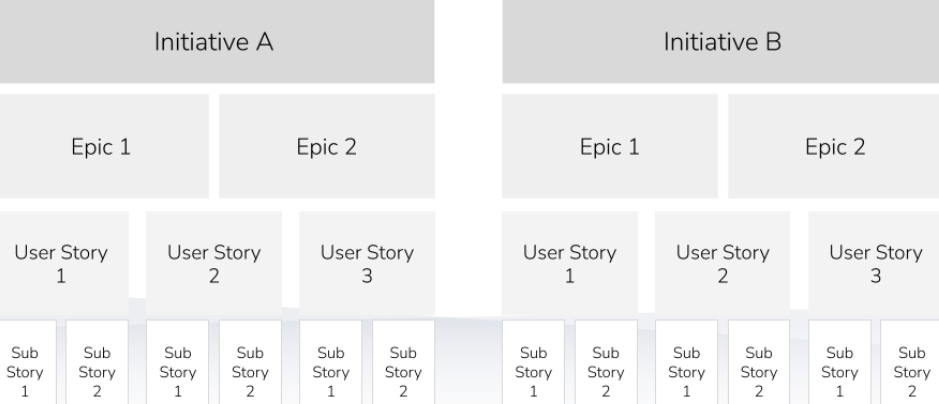 Initiative A
Initiative B
Epic 1
Epic 2
Epic 1
Epic 2
User Story
1
User Story
2
User Story
3
User Story
1
User Story
2
User Story
3
Sub
Story
1
Sub
Story
2
Sub
Story
1
Sub
Story
2
Sub
Story
1
Sub
Story
2
Sub
Story
1
Sub
Story
2
Sub
Story
1
Sub
Story
2
Sub
Story
1
Sub
Story
2